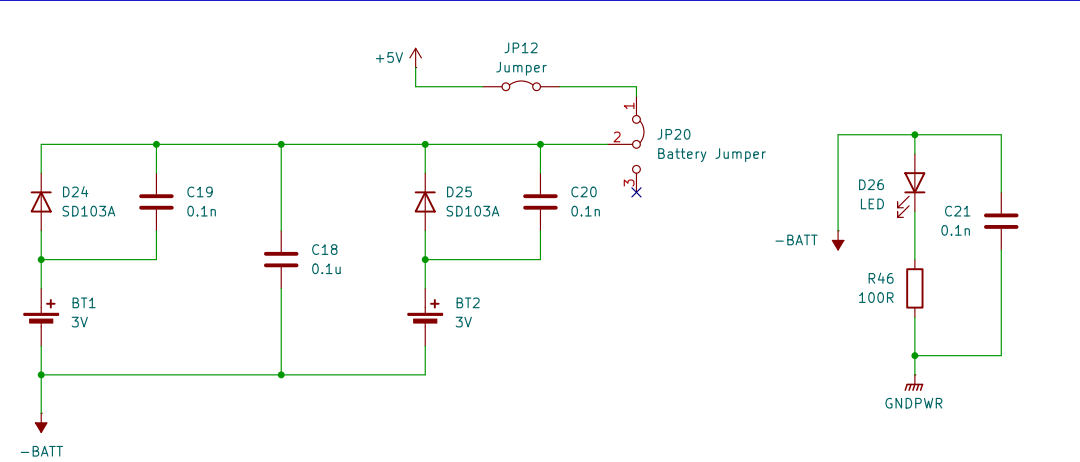 JP12
Jumper
+5V
1
JP20
2
Battery Jumper
3
D24
SD103A
C19
0.1n
D25
SD103A
C20
0.1n
C18
0.1u
BT1
3V
BT2
3V
-BATT
D26
LED
C21
0.1n
-BATT
R46
100R
GNDPWR